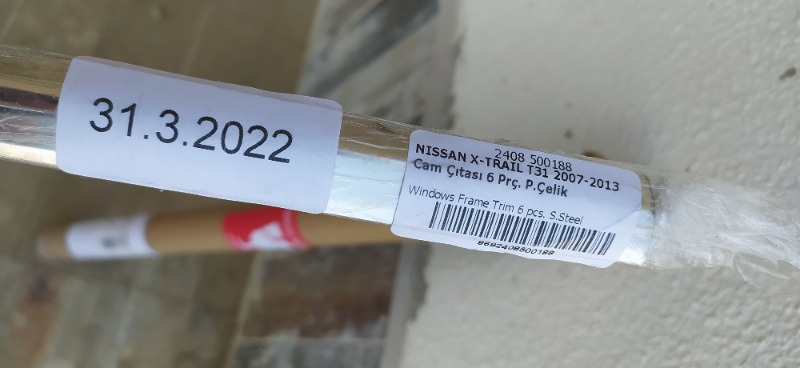 31.3.2022
2408 500188
NISSAN X-TRAIL T31 2007-2013
Cam Çıtası 6 Prç. P.Çelik
Windows Frame Trim 6 pcs. S.Steel